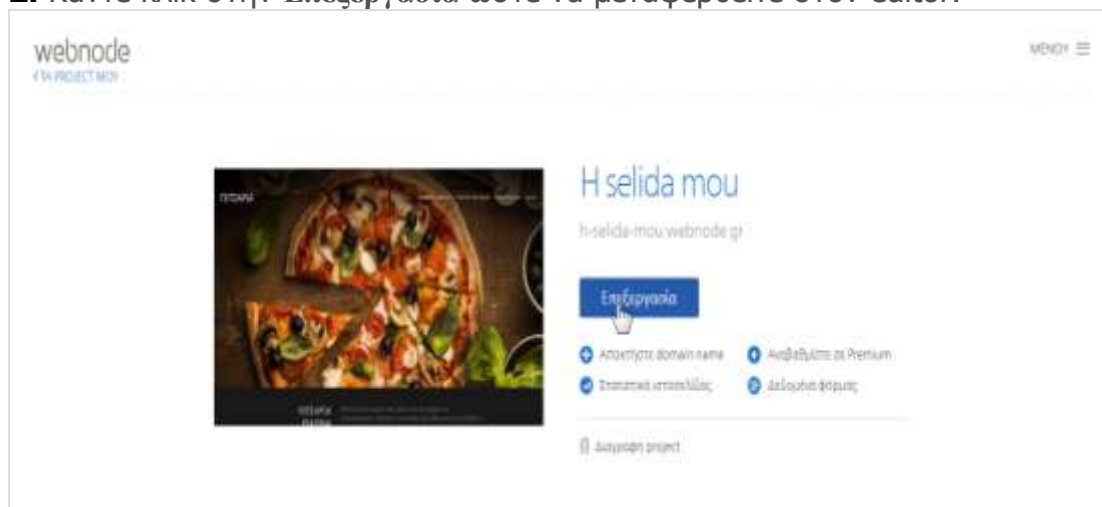 2. Κάντε κλικ στην Επεξεργασία ώστε να μεταφερθείτε στον editor.
webnode
ΜΕΝΟΥ
‹ ΤΑ PROJECT ΜΟΥ
H selida mou
h-selida-mou.webnode.gr
Επεξεργασία
Αποκτήστε domain name
Αναβαθμίστε σε Premium
Στατιστικά ιστοσελίδας
Δεδομένα φόρμας
Διαγραφή project